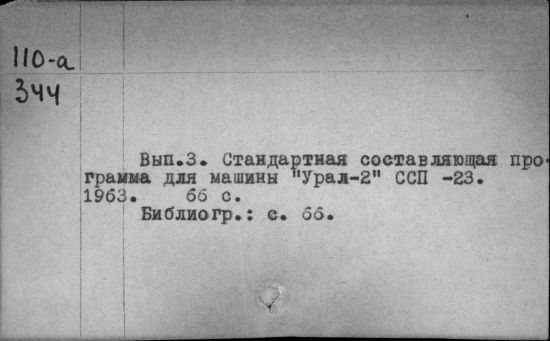 110-а
344
Вып.3. Стандартная составляющая про-
грамма для машины "Урал-2" ССП -23.
1963. 66 с.
Библиогр.: с. 66.